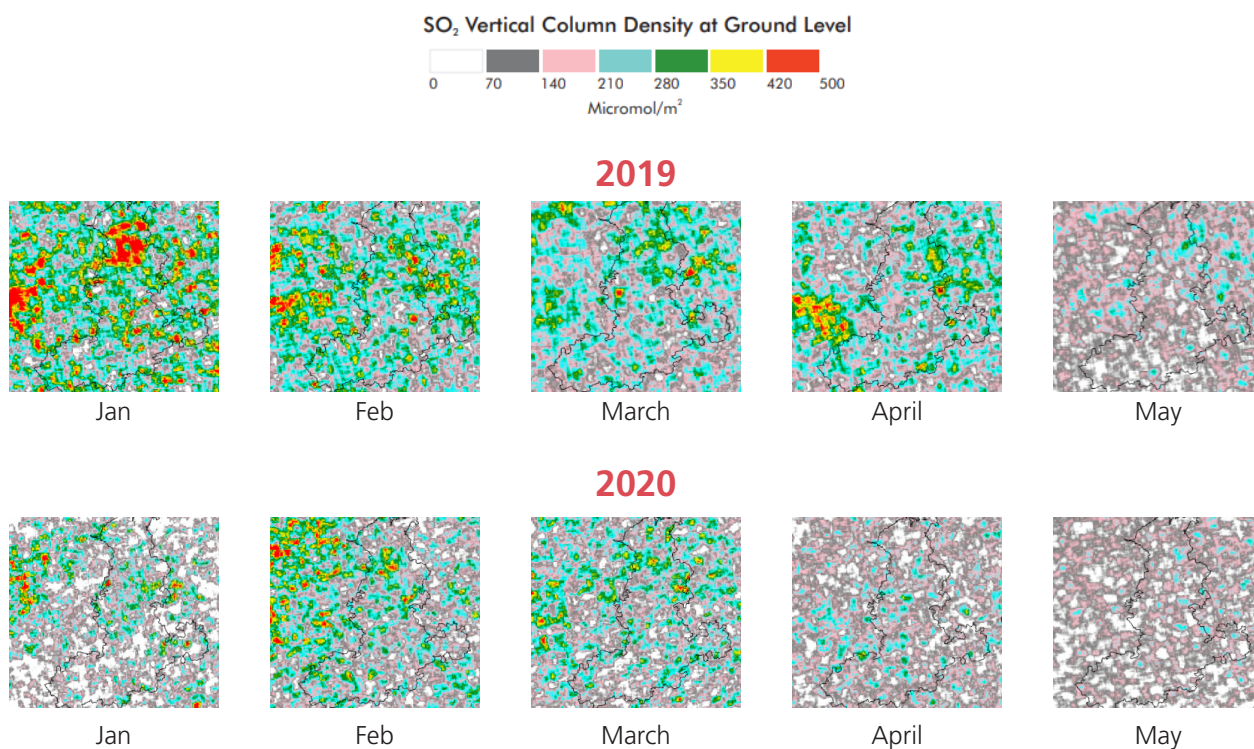 SO₂ Vertical Column Density at Ground Level
0 70 140 210 280 350 420 500
Micromol/m²
2019
Jan Feb March April May
2020
Jan Feb March April May